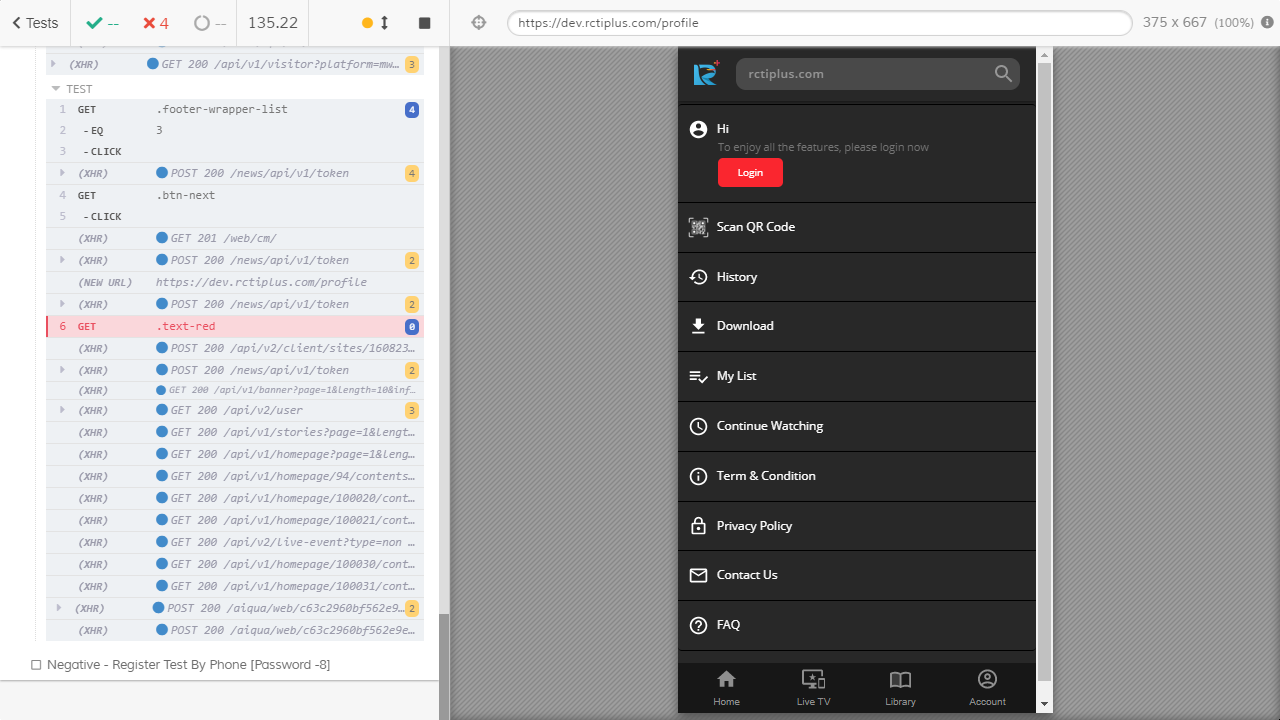 Tests
--
4
--
135.22
https://dev.rctiplus.com/profile
375 x 667 (100%)
(XHR) GET 200 /api/v1/visitor?platform=mw... 3
TEST
1 GET .footer-wrapper-list 4
2 - EQ 3
3 - CLICK
(XHR) POST 200 /news/api/v1/token 4
4 GET .btn-next
5 - CLICK
(XHR) GET 201 /web/cm/
(XHR) POST 200 /news/api/v1/token 2
(NEW URL) https://dev.rctiplus.com/profile
(XHR) POST 200 /news/api/v1/token 2
6 GET .text-red 0
(XHR) POST 200 /api/v2/client/sites/160823...
(XHR) POST 200 /news/api/v1/token 2
(XHR) GET 200 /api/v1/banner?page=1&length=10&inf...
(XHR) GET 200 /api/v2/user 3
(XHR) GET 200 /api/v1/stories?page=1&lengt...
(XHR) GET 200 /api/v1/homepage?page=1&leng...
(XHR) GET 200 /api/v1/homepage/94/contents...
(XHR) GET 200 /api/v1/homepage/100020/cont...
(XHR) GET 200 /api/v1/homepage/100021/cont...
(XHR) GET 200 /api/v2/live-event?type=non ...
(XHR) GET 200 /api/v1/homepage/100030/cont...
(XHR) GET 200 /api/v1/homepage/100031/cont...
(XHR) POST 200 /aiqua/web/c63c2960bf562e9... 2
(XHR) POST 200 /aiqua/web/c63c2960bf562e9e...
Negative - Register Test By Phone [Password -8]
rctiplus.com
Hi
To enjoy all the features, please login now
Login
Scan QR Code
History
Download
My List
Continue Watching
Term & Condition
Privacy Policy
Contact Us
FAQ
Home
Live TV
Library
Account